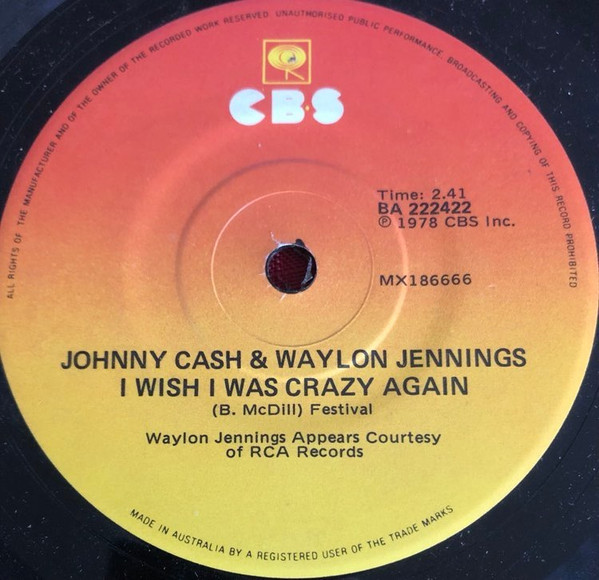 ALL RIGHTS OF THE MANUFACTURER AND OF THE OWNER OF THE RECORDED WORK RESERVED. UNAUTHORISED PUBLIC PERFORMANCE, BROADCASTING AND COPYING OF THIS RECORD PROHIBITED
CBS
Time: 2.41
BA 222422
℗ 1978 CBS Inc.
MX186666
JOHNNY CASH & WAYLON JENNINGS
I WISH I WAS CRAZY AGAIN
(B. McDill) Festival
Waylon Jennings Appears Courtesy
of RCA Records
MADE IN AUSTRALIA BY A REGISTERED USER OF THE TRADE MARKS